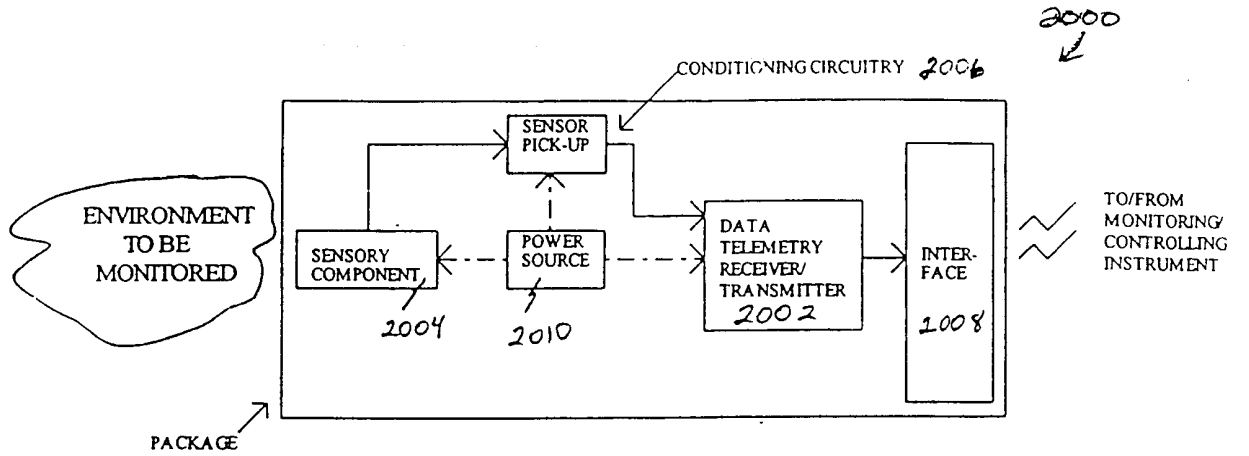 2000
CONDITIONING CIRCUITRY 2006
SENSOR
PICK-UP
ENVIRONMENT
TO BE
MONITORED
SENSORY
COMPONENT
2004
POWER
SOURCE
2010
DATA
TELEMETRY
RECEIVER/
TRANSMITTER
2002
INTER-
FACE
2008
TO/FROM
MONITORING/
CONTROLLING
INSTRUMENT
PACKAGE